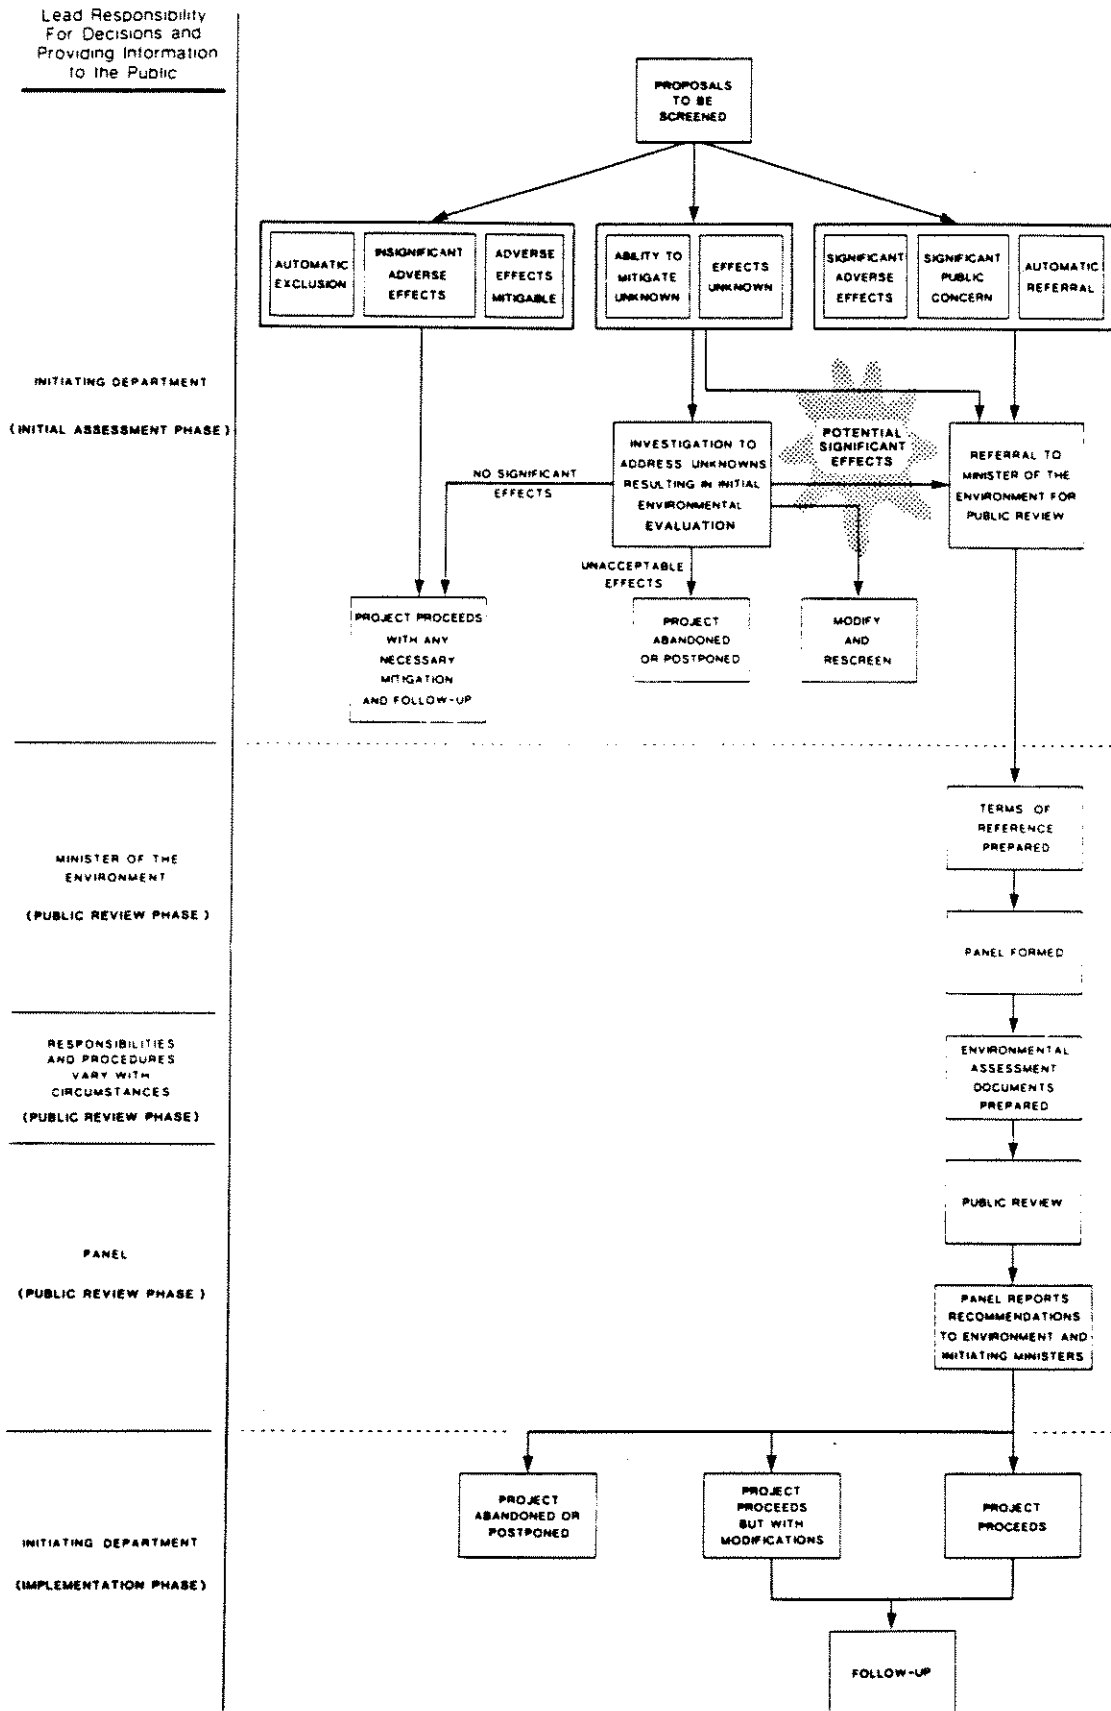 Lead Responsibility
For Decisions and
Providing Information
to the Public
PROPOSALS
TO BE
SCREENED
AUTOMATIC
EXCLUSION
INSIGNIFICANT
ADVERSE
EFFECTS
ADVERSE
EFFECTS
MITIGABLE
ABILITY TO
MITIGATE
UNKNOWN
EFFECTS
UNKNOWN
SIGNIFICANT
ADVERSE
EFFECTS
SIGNIFICANT
PUBLIC
CONCERN
AUTOMATIC
REFERRAL
INITIATING DEPARTMENT
(INITIAL ASSESSMENT PHASE)
NO SIGNIFICANT
EFFECTS
INVESTIGATION TO
ADDRESS UNKNOWNS
RESULTING IN INITIAL
ENVIRONMENTAL
EVALUATION
POTENTIAL
SIGNIFICANT
EFFECTS
REFERRAL TO
MINISTER OF THE
ENVIRONMENT FOR
PUBLIC REVIEW
UNACCEPTABLE
EFFECTS
PROJECT PROCEEDS
WITH ANY
NECESSARY
MITIGATION
AND FOLLOW-UP
PROJECT
ABANDONED
OR POSTPONED
MODIFY
AND
RESCREEN
MINISTER OF THE
ENVIRONMENT
(PUBLIC REVIEW PHASE)
TERMS OF
REFERENCE
PREPARED
PANEL FORMED
RESPONSIBILITIES
AND PROCEDURES
VARY WITH
CIRCUMSTANCES
(PUBLIC REVIEW PHASE)
ENVIRONMENTAL
ASSESSMENT
DOCUMENTS
PREPARED
PANEL
(PUBLIC REVIEW PHASE)
PUBLIC REVIEW
PANEL REPORTS
RECOMMENDATIONS
TO ENVIRONMENT AND
INITIATING MINISTERS
INITIATING DEPARTMENT
(IMPLEMENTATION PHASE)
PROJECT
ABANDONED OR
POSTPONED
PROJECT
PROCEEDS
BUT WITH
MODIFICATIONS
PROJECT
PROCEEDS
FOLLOW-UP